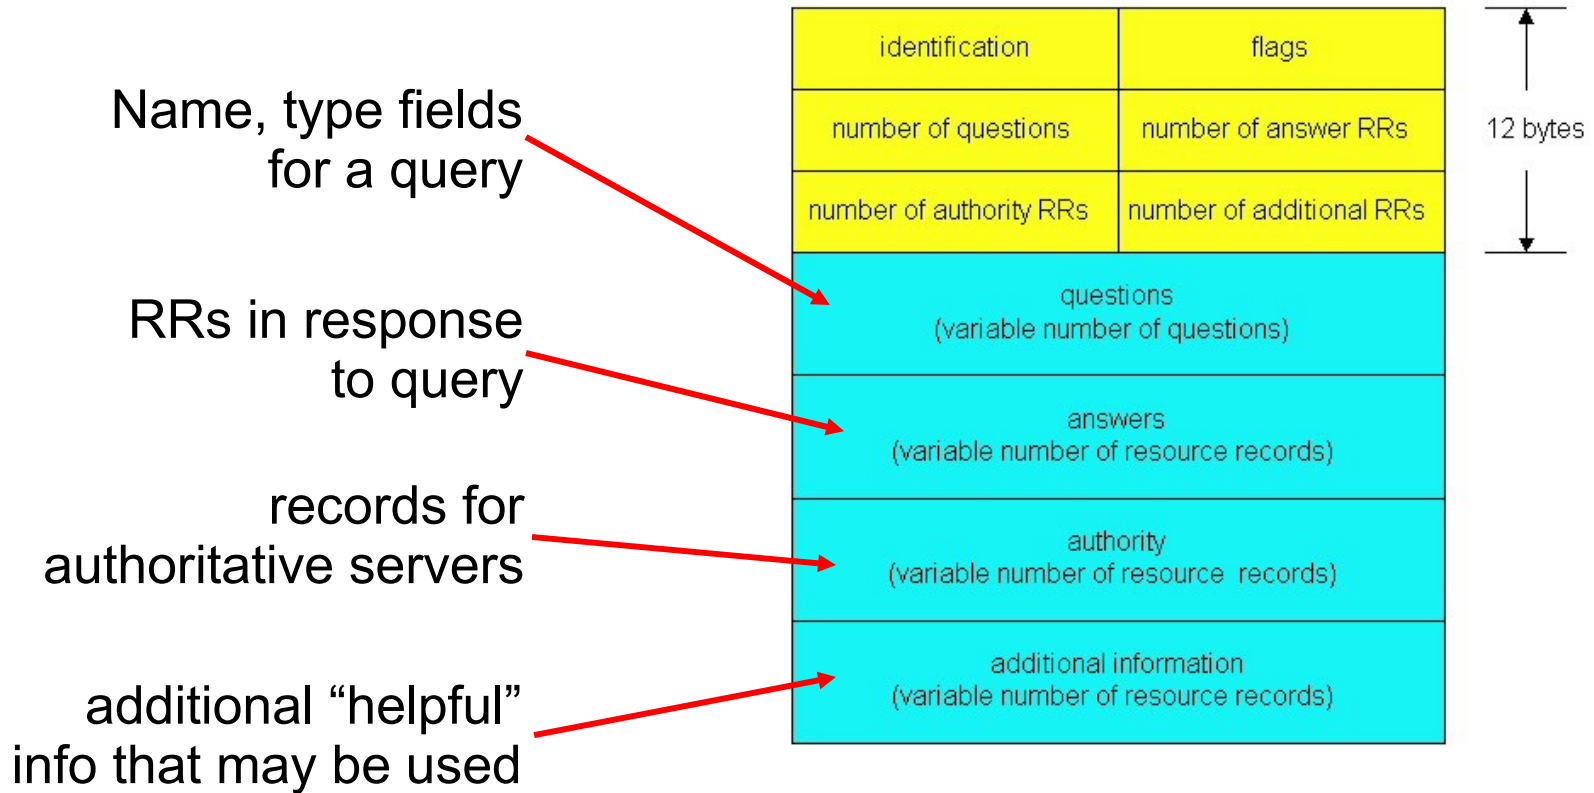 Name, type fields
for a query
RRs in response
to query
records for
authoritative servers
additional “helpful”
info that may be used
identification
flags
number of questions
number of answer RRs
number of authority RRs
number of additional RRs
12 bytes
questions
(variable number of questions)
answers
(variable number of resource records)
authority
(variable number of resource records)
additional information
(variable number of resource records)